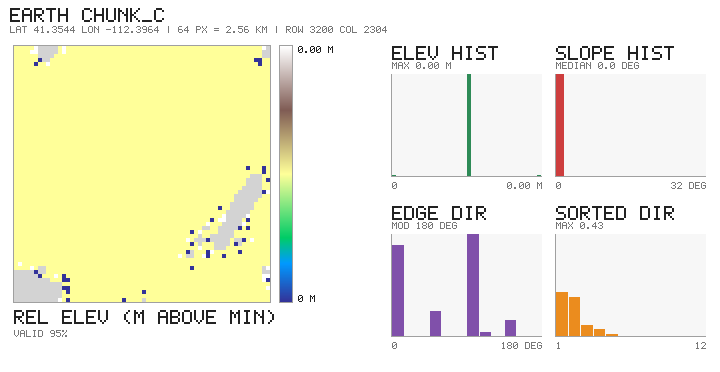 EARTH CHUNK_C
LAT 41.3544 LON -112.3964 | 64 PX = 2.56 KM | ROW 3200 COL 2304
0.00 M
0 M
REL ELEV (M ABOVE MIN)
VALID 95%
ELEV HIST
MAX 0.00 M
0 0.00 M
SLOPE HIST
MEDIAN 0.0 DEG
0 32 DEG
EDGE DIR
MOD 180 DEG
0 180 DEG
SORTED DIR
MAX 0.43
1 12